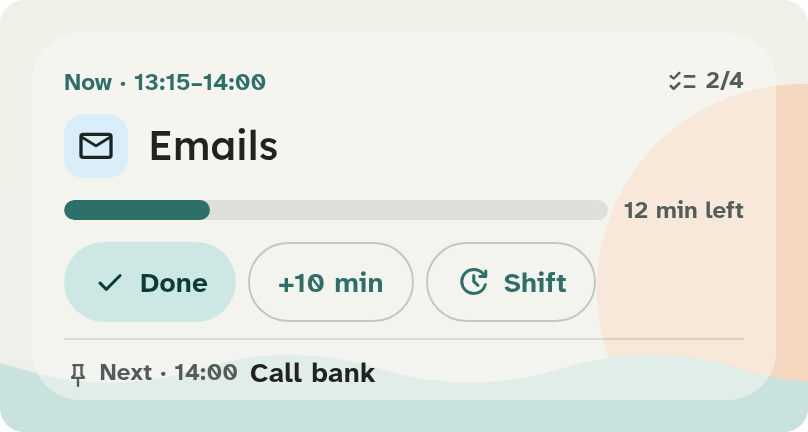 Now · 13:15–14:00
2/4
Emails
12 min left
Done
+10 min
Shift
Next · 14:00 Call bank